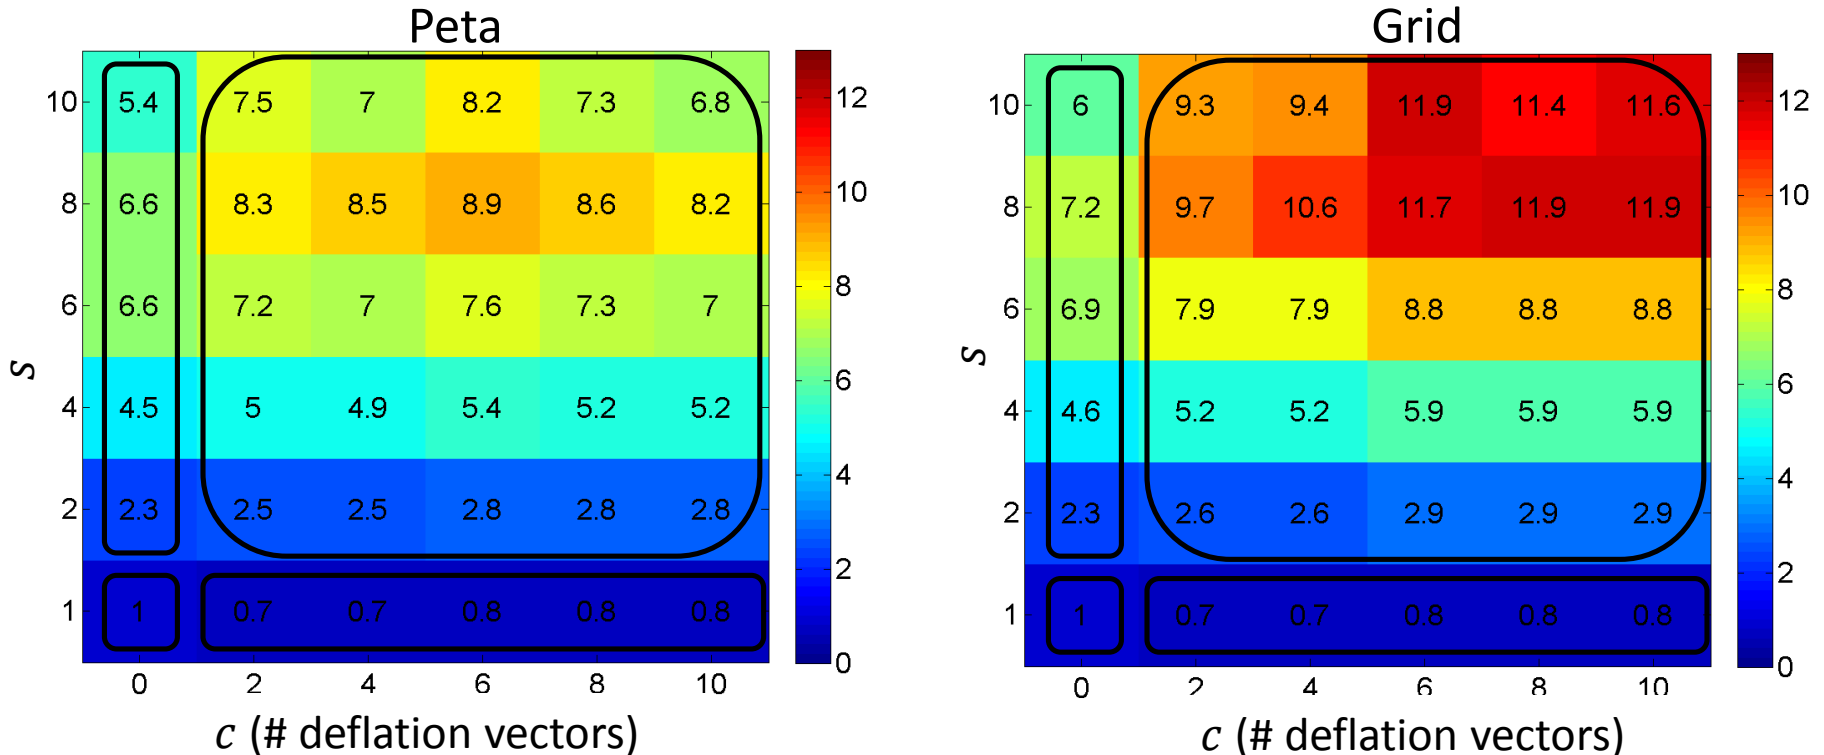 Peta
10 5.4 7.5 7 8.2 7.3 6.8
8 6.6 8.3 8.5 8.9 8.6 8.2
6 6.6 7.2 7 7.6 7.3 7
4 4.5 5 4.9 5.4 5.2 5.2
2 2.3 2.5 2.5 2.8 2.8 2.8
1 1 0.7 0.7 0.8 0.8 0.8
0 2 4 6 8 10
s
c (# deflation vectors)
12
10
8
6
4
2
0
Grid
10 6 9.3 9.4 11.9 11.4 11.6
8 7.2 9.7 10.6 11.7 11.9 11.9
6 6.9 7.9 7.9 8.8 8.8 8.8
4 4.6 5.2 5.2 5.9 5.9 5.9
2 2.3 2.6 2.6 2.9 2.9 2.9
1 1 0.7 0.7 0.8 0.8 0.8
0 2 4 6 8 10
s
c (# deflation vectors)
12
10
8
6
4
2
0